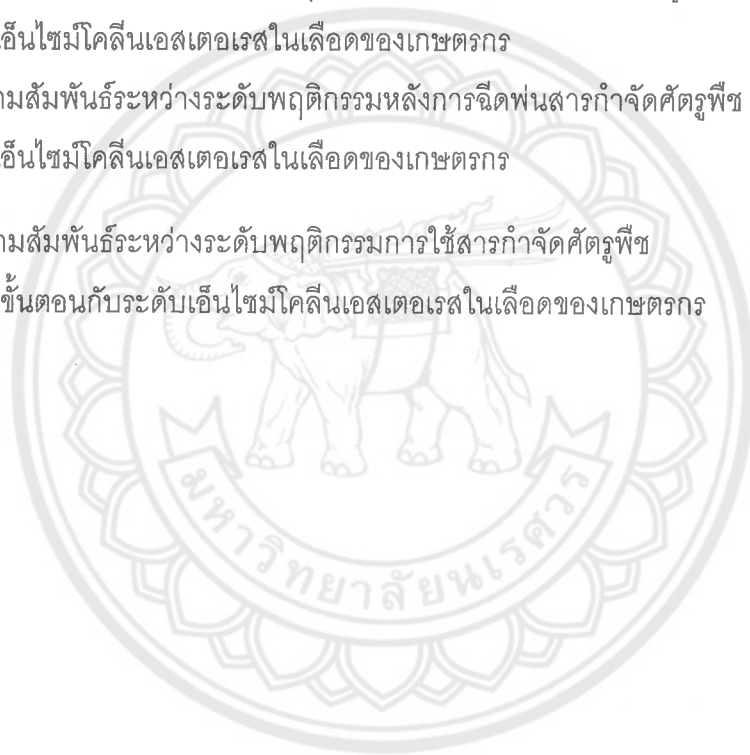 เอ็นไซม์โคลีนเอสเตอเรสในเลือดของเกษตรกร
ามสัมพันธ์ระหว่างระดับพฤติกรรมหลังการฉีดพ่นสารกำจัดศัตรูพืช
เอ็นไซม์โคลีนเอสเตอเรสในเลือดของเกษตรกร
ามสัมพันธ์ระหว่างระดับพฤติกรรมการใช้สารกำจัดศัตรูพืช
ขั้นตอนกับระดับเอ็นไซม์โคลีนเอสเตอเรสในเลือดของเกษตรกร
มหาวิทยาลัยนเรศวร